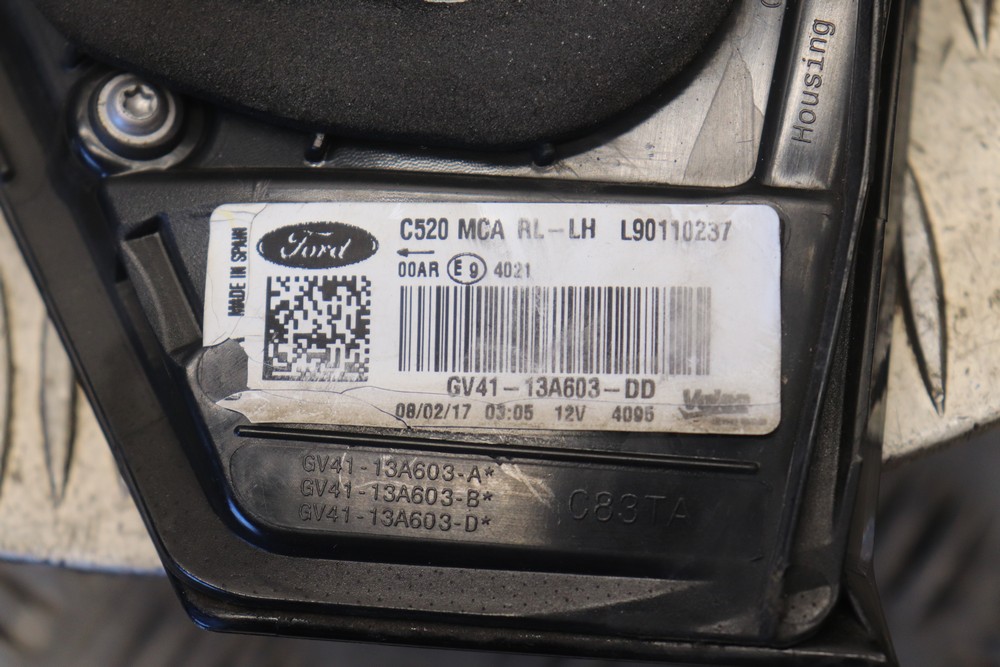 Housing
MADE IN SPAIN
Ford
C520 MCA RL-LH L90110237
00AR E9 4021
GV41-13A603-DD
08/02/17 03:05 12V 4095
Valeo
GV41-13A603-A*
GV41-13A603-B*
GV41-13A603-D*
C83TA